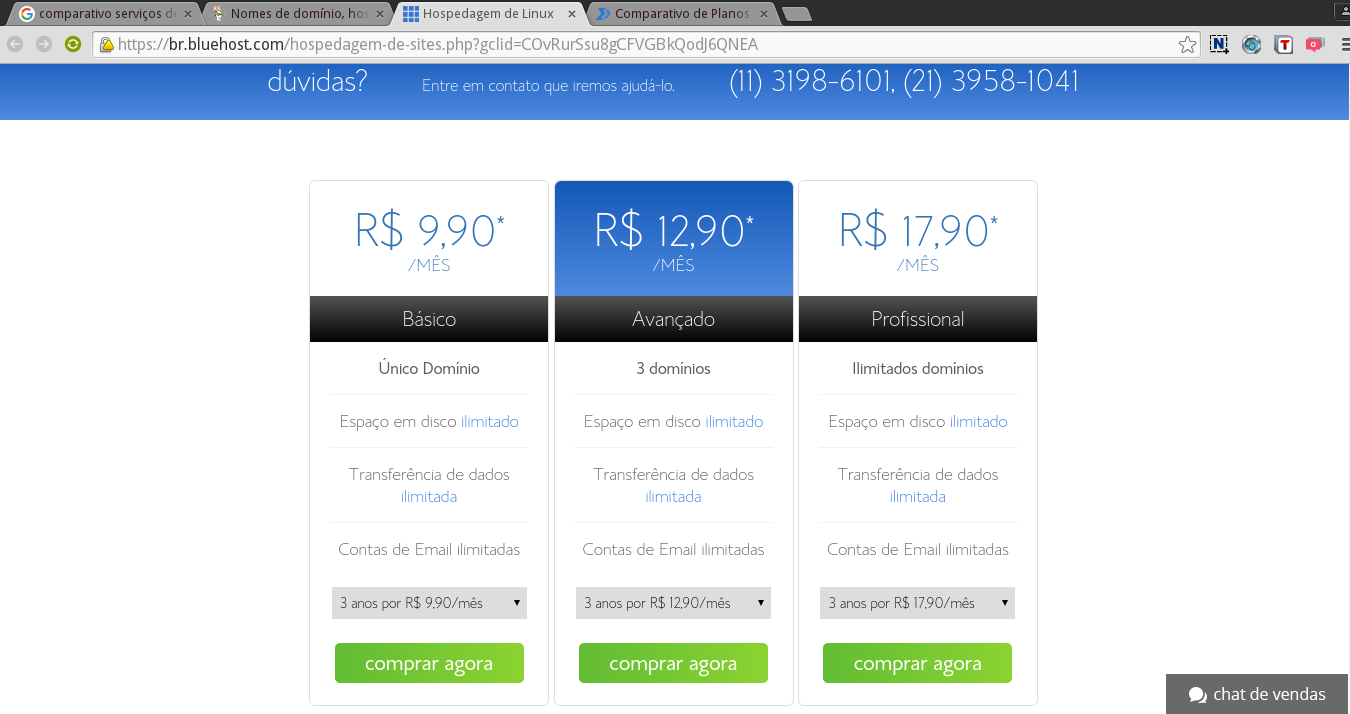 comparativo serviços de
Nomes de domínio, hos
Hospedagem de Linux
Comparativo de Planos
https://br.bluehost.com/hospedagem-de-sites.php?gclid=COvRurSsu8gCFVGBkQodJ6QNEA
dúvidas?
Entre em contato que iremos ajudá-lo.
(11) 3198-6101, (21) 3958-1041
R$ 9,90*
/MÊS
Básico
Único Domínio
Espaço em disco ilimitado
Transferência de dados
ilimitada
Contas de Email ilimitadas
3 anos por R$ 9,90/mês
comprar agora
R$ 12,90*
/MÊS
Avançado
3 domínios
Espaço em disco ilimitado
Transferência de dados
ilimitada
Contas de Email ilimitadas
3 anos por R$ 12,90/mês
comprar agora
R$ 17,90*
/MÊS
Profissional
Ilimitados domínios
Espaço em disco ilimitado
Transferência de dados
ilimitada
Contas de Email ilimitadas
3 anos por R$ 17,90/mês
comprar agora
chat de vendas